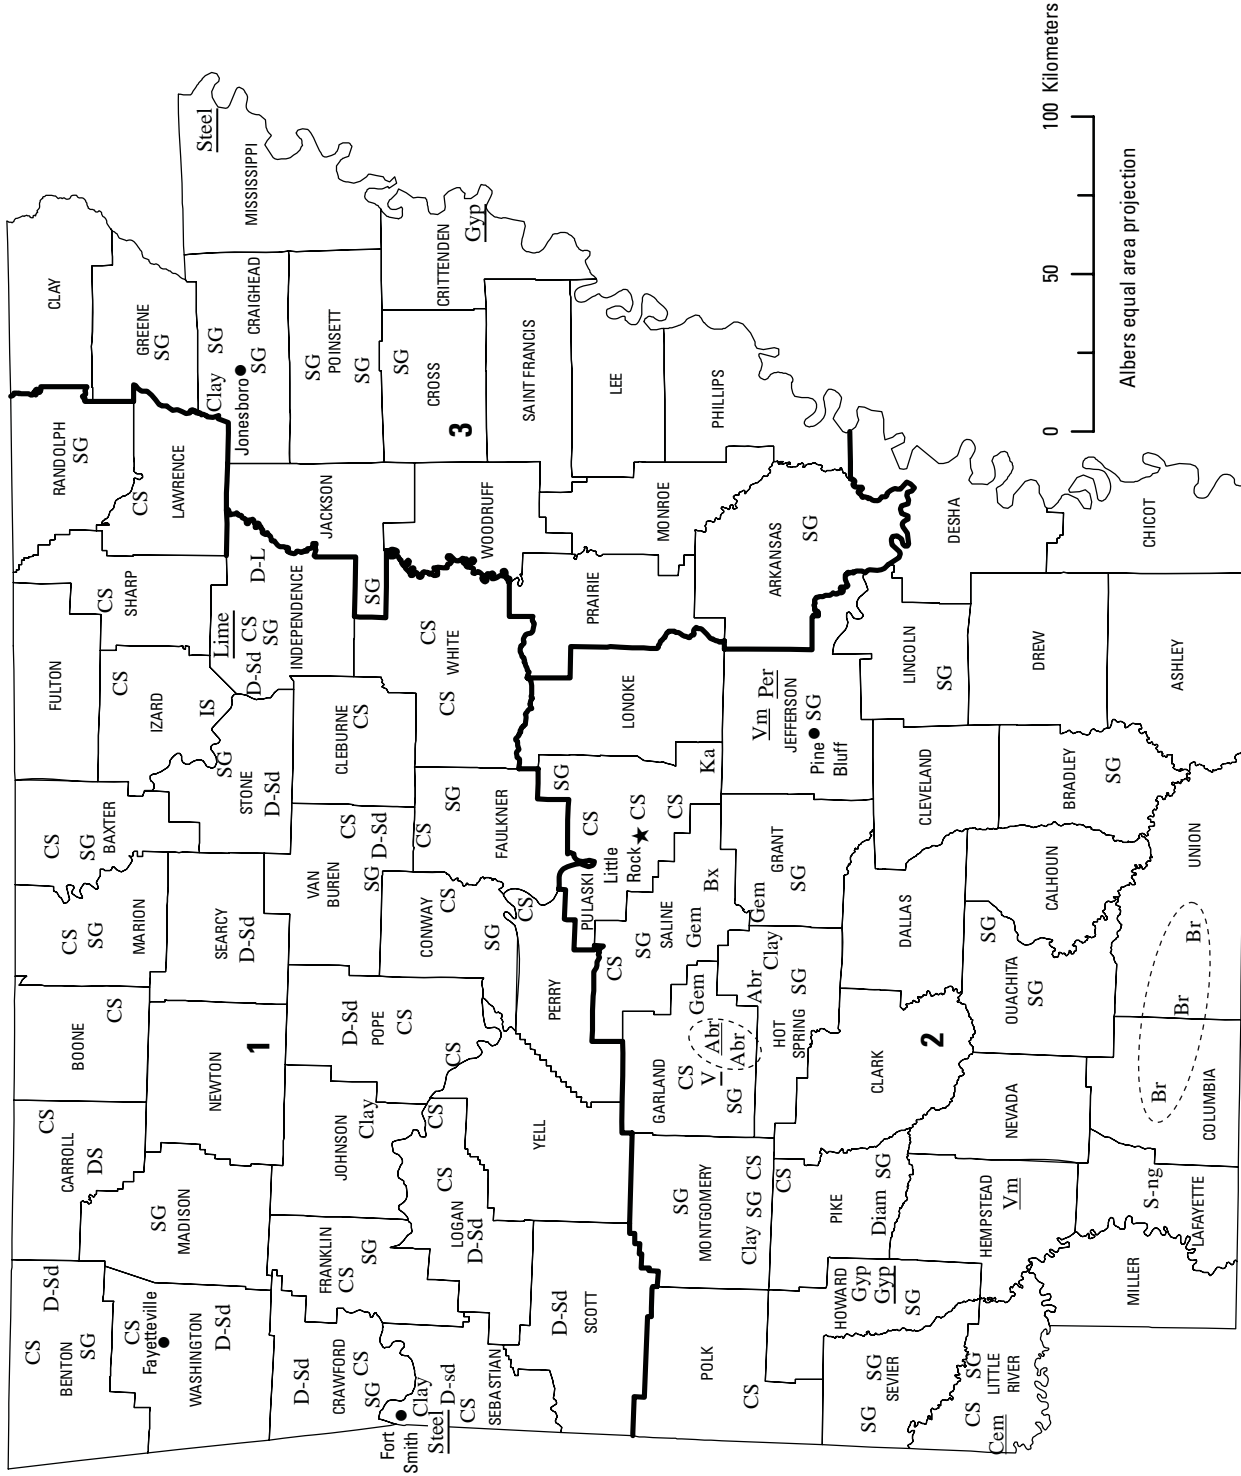 BENTON
CS
SG
D-Sd
CARROLL
CS
DS
BOONE
CS
MARION
CS
SG
BAXTER
CS
SG
FULTON
RANDOLPH
SG
CLAY
WASHINGTON
CS
Fayetteville
D-Sd
MADISON
SG
NEWTON
1
SEARCY
D-Sd
STONE
SG
D-Sd
IZARD
CS
IS
SHARP
CS
LAWRENCE
CS
GREENE
SG
CRAWFORD
D-Sd
CS
SG
FRANKLIN
CS
SG
JOHNSON
Clay
POPE
D-Sd
CS
VAN
BUREN
CS
D-Sd
SG
CLEBURNE
CS
INDEPENDENCE
Lime
D-Sd
CS
SG
D-L
JACKSON
CRAIGHEAD
Clay
SG
SG
Jonesboro
MISSISSIPPI
Steel
POINSETT
SG
SG
Fort
Smith
Steel
Clay
D-sd
CS
SEBASTIAN
LOGAN
CS
CS
D-Sd
YELL
CS
CONWAY
CS
SG
FAULKNER
CS
SG
WHITE
CS
CS
SG
WOODRUFF
CROSS
SG
3
CRITTENDEN
Gyp
SCOTT
D-Sd
PERRY
CS
PULASKI
SG
CS
CS
CS
Little
Rock
Ka
LONOKE
PRAIRIE
MONROE
SAINT FRANCIS
LEE
PHILLIPS
POLK
CS
MONTGOMERY
SG
Clay SG CS
GARLAND
CS
V
SG
Gem
Abr
Abr
SALINE
CS
SG
Gem
Bx
HOT
SPRING
Abr
Clay
SG
GRANT
Gem
SG
JEFFERSON
Vm Per
Pine
Bluff
SG
ARKANSAS
SG
SEVIER
SG
SG
HOWARD
Gyp
Gyp
SG
PIKE
CS
Diam SG
CLARK
2
DALLAS
CLEVELAND
LINCOLN
SG
DESHA
LITTLE
RIVER
CS
SG
Cem
HEMPSTEAD
Vm
NEVADA
OUACHITA
SG
SG
CALHOUN
BRADLEY
SG
DREW
CHICOT
MILLER
LAFAYETTE
S-ng
COLUMBIA
Br
UNION
Br
Br
ASHLEY
0 50 100 Kilometers
Albers equal area projection